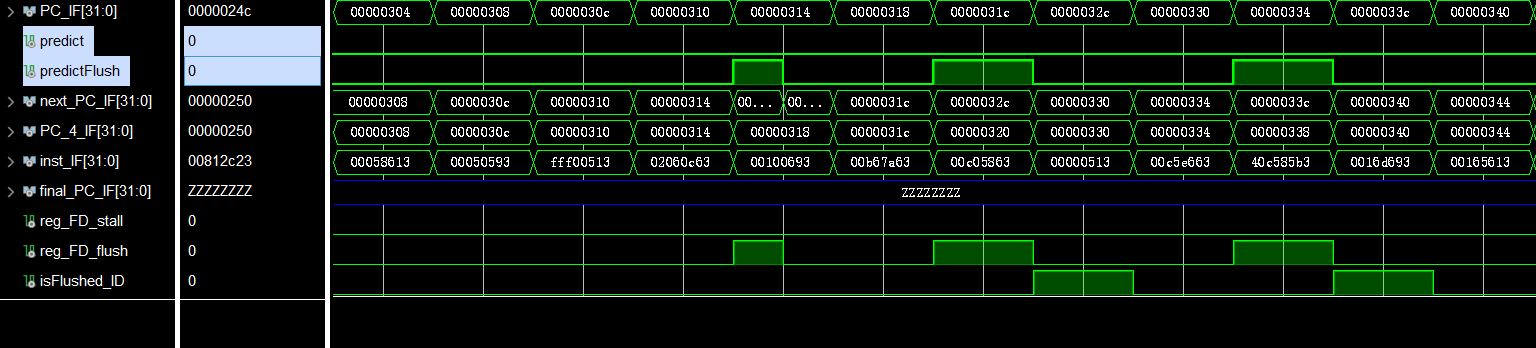 PC_IF[31:0] 0000024c 00000304 00000308 0000030c 00000310 00000314 00000318 0000031c 0000032c 00000330 00000334 0000033c 00000340
predict 0
predictFlush 0
next_PC_IF[31:0] 00000250 00000308 0000030c 00000310 00000314 00... 00... 0000031c 0000032c 00000330 00000334 0000033c 00000340 00000344
PC_4_IF[31:0] 00000250 00000308 0000030c 00000310 00000314 00000318 0000031c 00000320 00000330 00000334 00000338 00000340 00000344
inst_IF[31:0] 00812c23 00058613 00050593 fff00513 02060c63 00100693 00b67a63 00c05863 00000513 00c5e663 40c585b3 0016d693 00165613
final_PC_IF[31:0] ZZZZZZZZ ZZZZZZZZ
reg_FD_stall 0
reg_FD_flush 0
isFlushed_ID 0